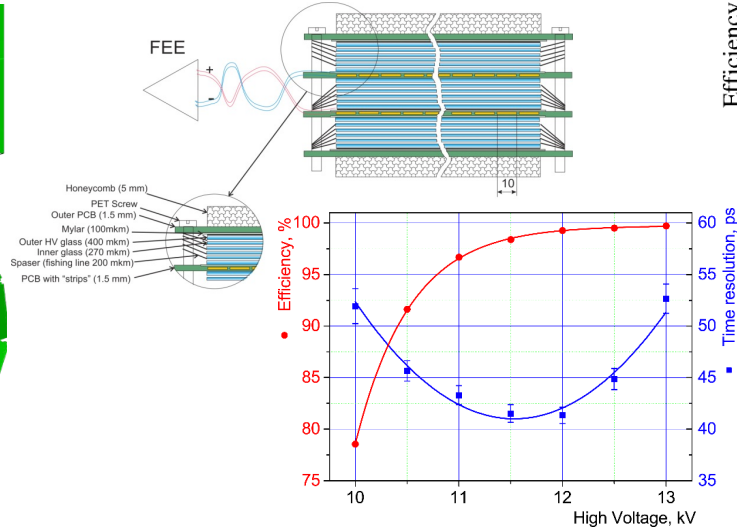 FEE
+
-
10
Honeycomb (5 mm)
PET Screw
Outer PCB (1.5 mm)
Mylar (100mkm)
Outer HV glass (400 mkm)
Inner glass (270 mkm)
Spaser (fishing line 200 mkm)
PCB with “strips” (1.5 mm)
Efficiency
Efficiency, %
100
95
90
85
80
75
60
55
50
45
40
35
Time resolution, ps
10 11 12 13
High Voltage, kV